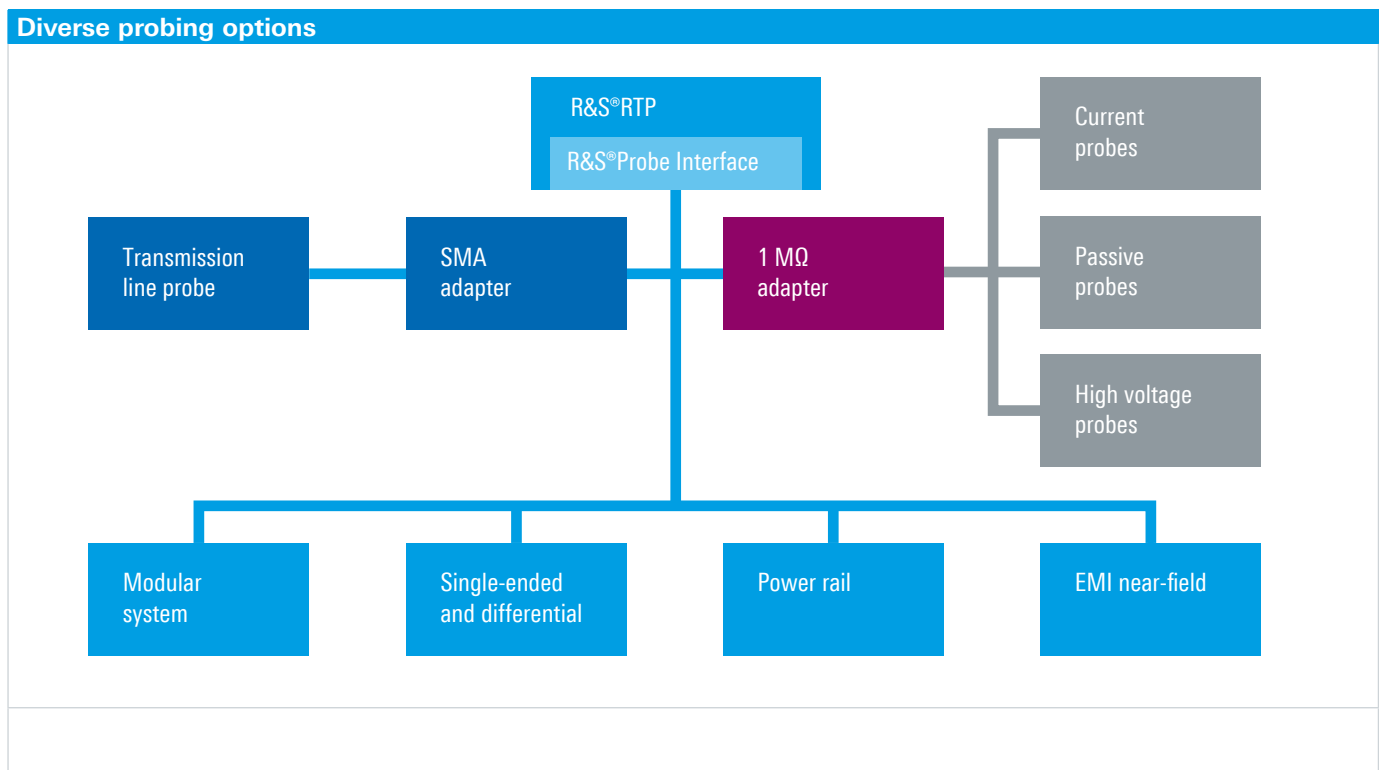 Diverse probing options
R&S®RTP
R&S®Probe Interface
Current
probes
Transmission
line probe
SMA
adapter
1 MΩ
adapter
Passive
probes
High voltage
probes
Modular
system
Single-ended
and differential
Power rail
EMI near-field